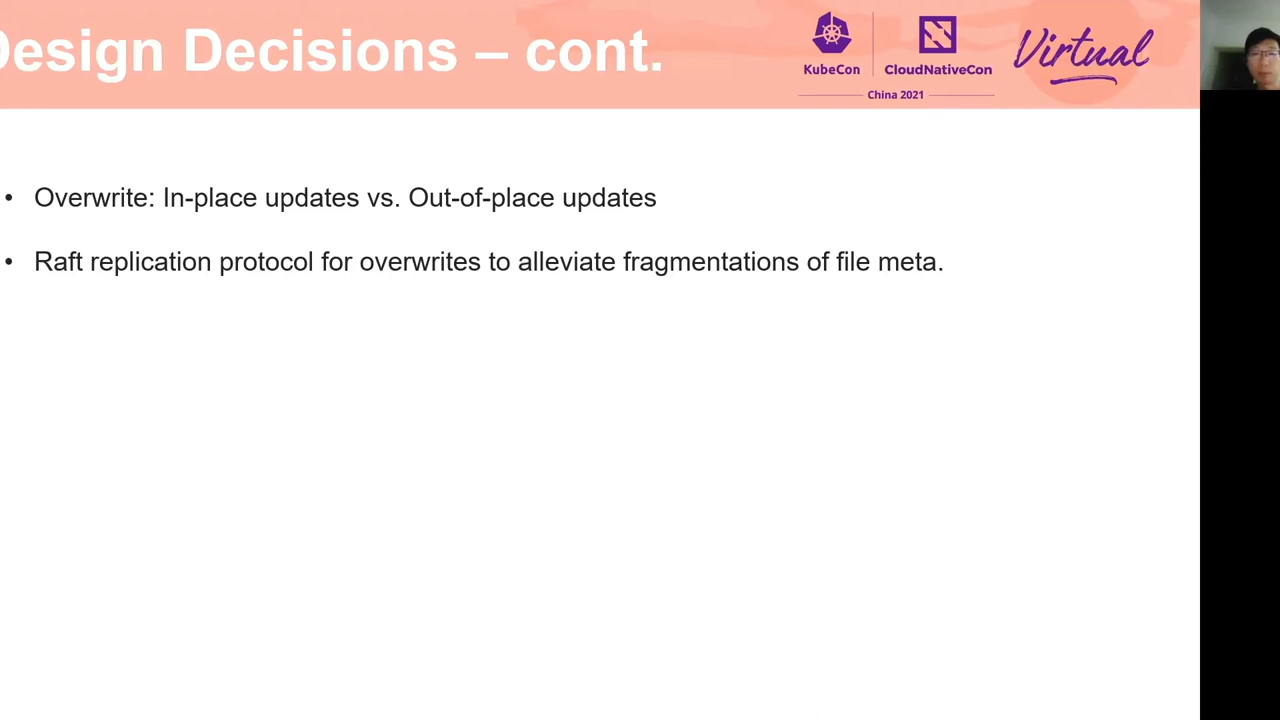 Design Decisions – cont.
KubeCon
CloudNativeCon
Virtual
China 2021
• Overwrite: In-place updates vs. Out-of-place updates
• Raft replication protocol for overwrites to alleviate fragmentations of file meta.